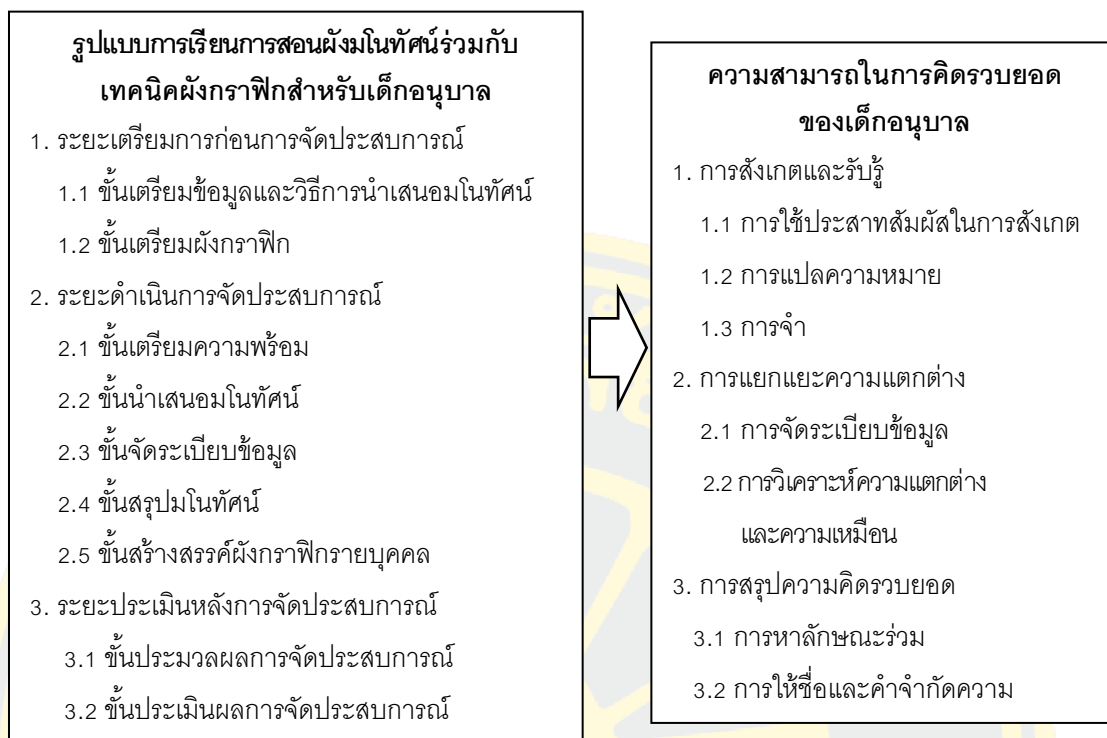 รูปแบบการเรียนการสอนผังมโนทัศน์ร่วมกับ
เทคนิคผังกราฟิกสำหรับเด็กอนุบาล
1. ระยะเตรียมการก่อนการจัดประสบการณ์
1.1 ขั้นเตรียมข้อมูลและวิธีการนำเสนอมโนทัศน์
1.2 ขั้นเตรียมผังกราฟิก
2. ระยะดำเนินการจัดประสบการณ์
2.1 ขั้นเตรียมความพร้อม
2.2 ขั้นนำเสนอมโนทัศน์
2.3 ขั้นจัดระเบียบข้อมูล
2.4 ขั้นสรุปมโนทัศน์
2.5 ขั้นสร้างสรรค์ผังกราฟิกรายบุคคล
3. ระยะประเมินหลังการจัดประสบการณ์
3.1 ขั้นประมวลผลการจัดประสบการณ์
3.2 ขั้นประเมินผลการจัดประสบการณ์
ความสามารถในการคิดรวบยอด
ของเด็กอนุบาล
1. การสังเกตและรับรู้
1.1 การใช้ประสาทสัมผัสในการสังเกต
1.2 การแปลความหมาย
1.3 การจำ
2. การแยกแยะความแตกต่าง
2.1 การจัดระเบียบข้อมูล
2.2 การวิเคราะห์ความแตกต่าง
และความเหมือน
3. การสรุปความคิดรวบยอด
3.1 การหาลักษณะร่วม
3.2 การให้ชื่อและคำจำกัดความ